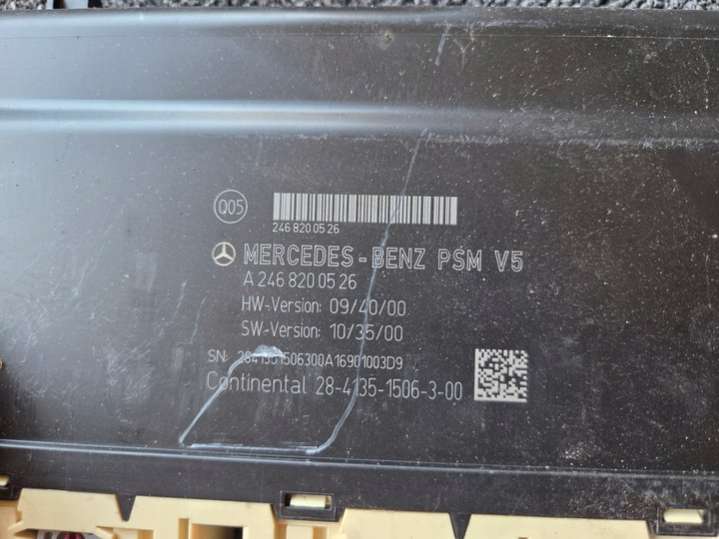 Q05
246 820 05 26
MERCEDES-BENZ PSM V5
A 246 820 05 26
HW-Version: 09/40/00
SW-Version: 10/35/00
SN:
Continental 28-4135-1506-3-00